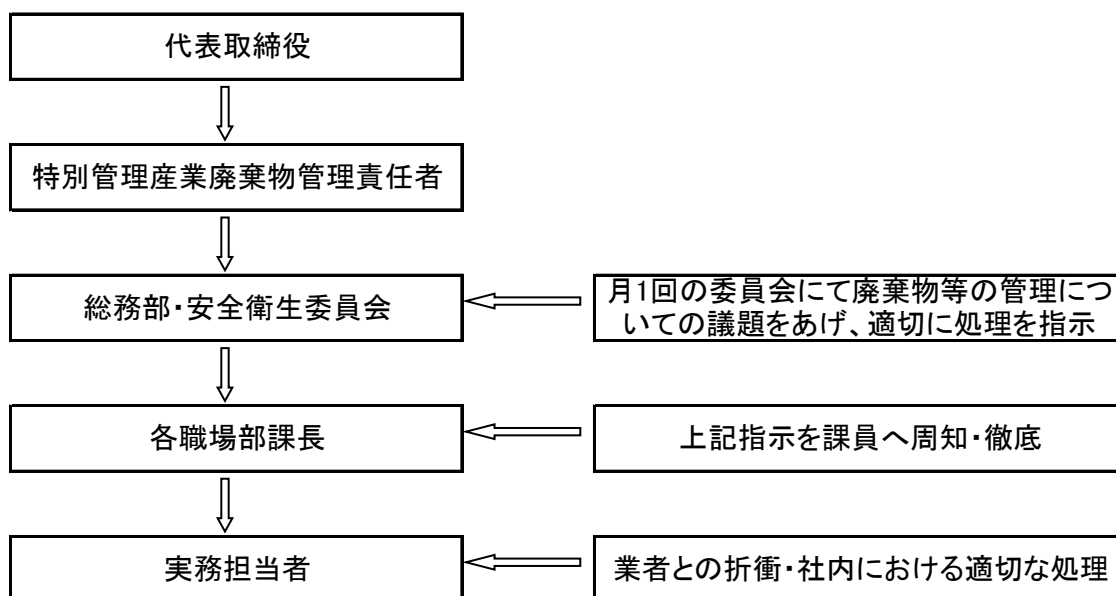 代表取締役
特別管理産業廃棄物管理責任者
総務部・安全衛生委員会
月1回の委員会にて廃棄物等の管理につ
いての議題をあげ、適切に処理を指示
各職場部課長
上記指示を課員へ周知・徹底
実務担当者
業者との折衝・社内における適切な処理